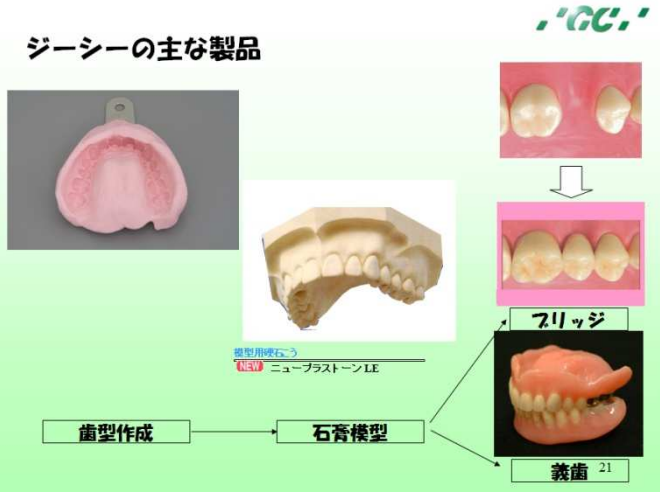 GC
ジーシーの主な製品
模型用硬石こう
NEW ニュープラストーン LE
ブリッジ
歯型作成
石膏模型
義歯
21